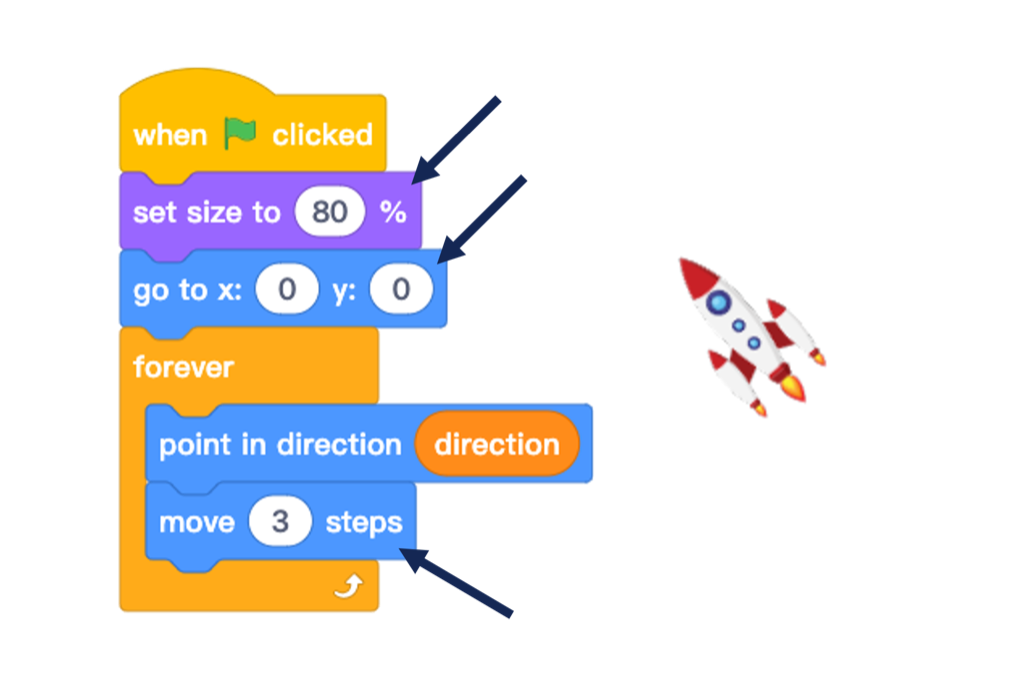 when clicked
set size to 80 %
go to x: 0 y: 0
forever
point in direction direction
move 3 steps